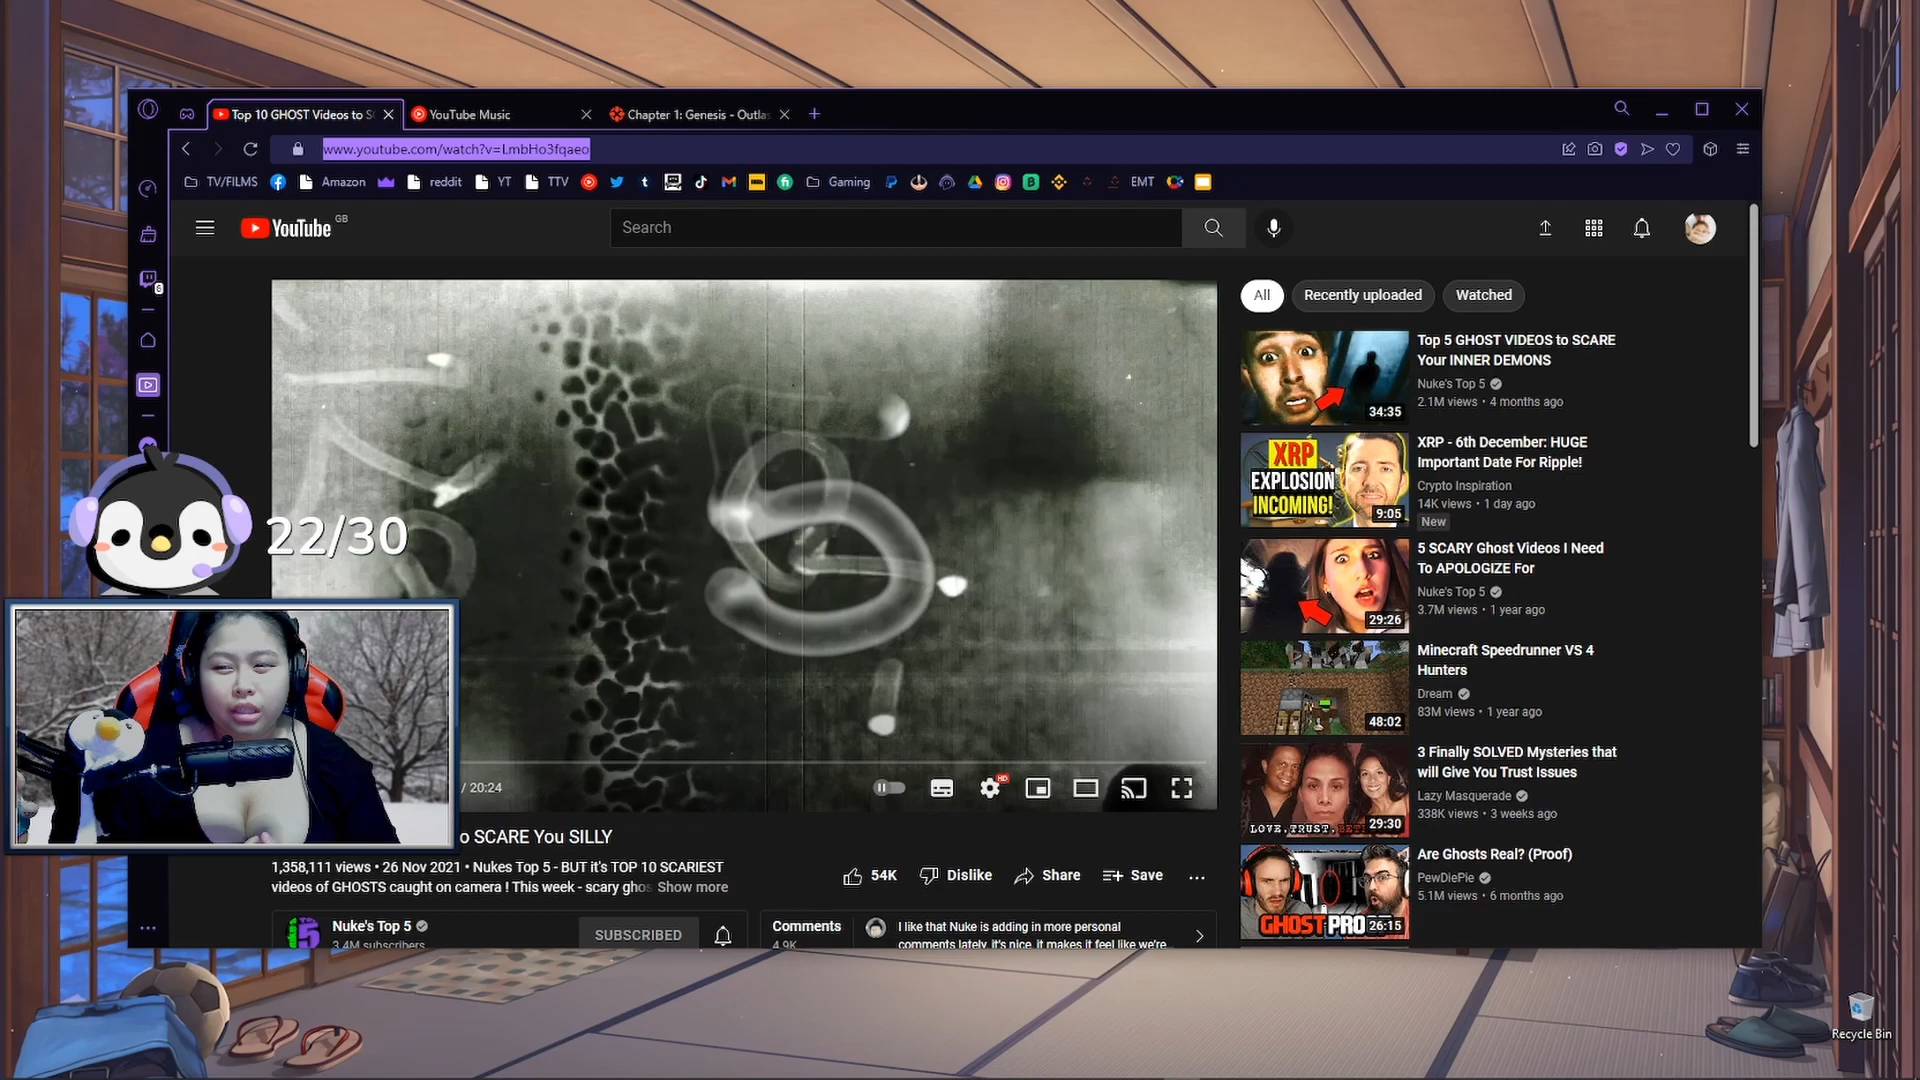 Top 10 GHOST Videos to S
YouTube Music
Chapter 1: Genesis - Outlas
www.youtube.com/watch?v=LmbHo3fqaeo
TV/FILMS
Amazon
reddit
YT
TTV
Gaming
EMT
YouTube GB
Search
6
All
Recently uploaded
Watched
Top 5 GHOST VIDEOS to SCARE
Your INNER DEMONS
Nuke's Top 5
2.1M views • 4 months ago
34:35
XRP
EXPLOSION
INCOMING!
9:05
XRP - 6th December: HUGE
Important Date For Ripple!
Crypto Inspiration
14K views • 1 day ago
New
5 SCARY Ghost Videos I Need
To APOLOGIZE For
Nuke's Top 5
3.7M views • 1 year ago
29:26
22/30
Minecraft Speedrunner VS 4
Hunters
Dream
83M views • 1 year ago
48:02
3 Finally SOLVED Mysteries that
will Give You Trust Issues
Lazy Masquerade
338K views • 3 weeks ago
LOVE.TRUST.
29:30
/ 20:24
HD
o SCARE You SILLY
1,358,111 views • 26 Nov 2021 • Nukes Top 5 - BUT it's TOP 10 SCARIEST
videos of GHOSTS caught on camera ! This week - scary ghos Show more
54K
Dislike
Share
Save
Are Ghosts Real? (Proof)
PewDiePie
5.1M views • 6 months ago
GHOST PRO
26:15
Nuke's Top 5
3.4M subscribers
SUBSCRIBED
Comments
4.9K
I like that Nuke is adding in more personal
comments lately, it's nice, it makes it feel like we're...
Recycle Bin